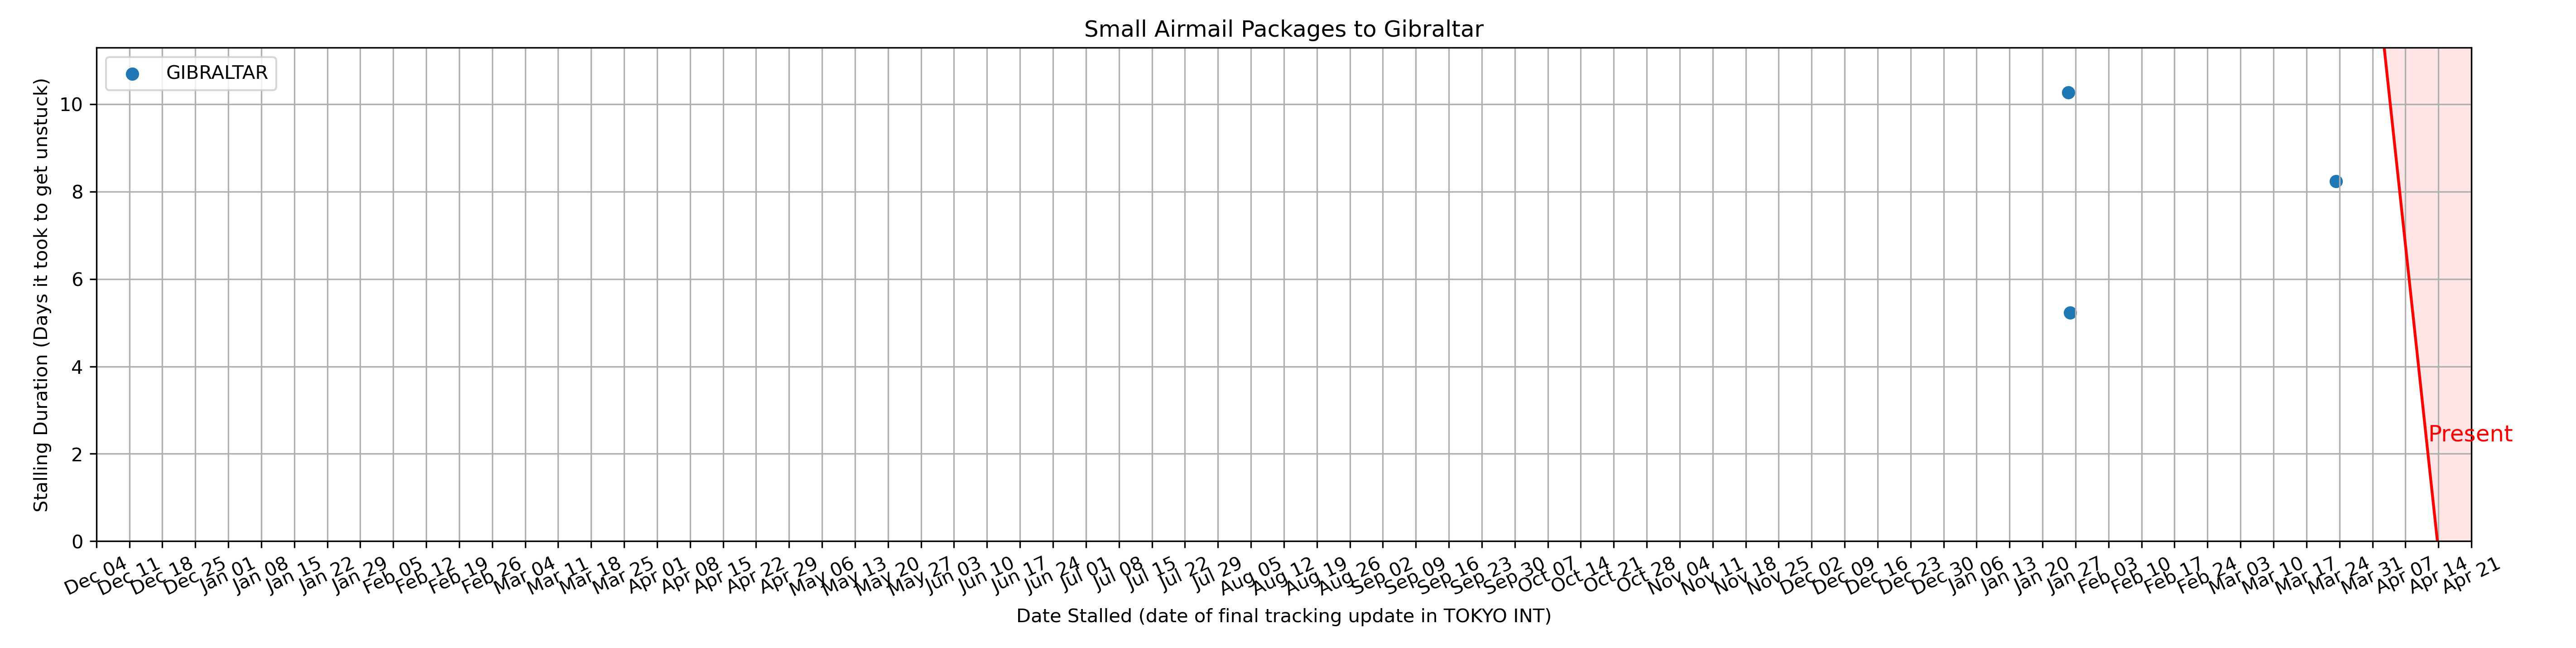 Small Airmail Packages to Gibraltar
GIBRALTAR
Stalling Duration (Days it took to get unstuck)
10
8
6
4
2
0
Present
Dec 04 Dec 11 Dec 18 Dec 25 Jan 01 Jan 08 Jan 15 Jan 22 Jan 29 Feb 05 Feb 12 Feb 19 Feb 26 Mar 04 Mar 11 Mar 18 Mar 25 Apr 01 Apr 08 Apr 15 Apr 22 Apr 29 May 06 May 13 May 20 May 27 Jun 03 Jun 10 Jun 17 Jun 24 Jul 01 Jul 08 Jul 15 Jul 22 Jul 29 Aug 05 Aug 12 Aug 19 Aug 26 Sep 02 Sep 09 Sep 16 Sep 23 Sep 30 Oct 07 Oct 14 Oct 21 Oct 28 Nov 04 Nov 11 Nov 18 Nov 25 Dec 02 Dec 09 Dec 16 Dec 23 Dec 30 Jan 06 Jan 13 Jan 20 Jan 27 Feb 03 Feb 10 Feb 17 Feb 24 Mar 03 Mar 10 Mar 17 Mar 24 Mar 31 Apr 07 Apr 14 Apr 21
Date Stalled (date of final tracking update in TOKYO INT)